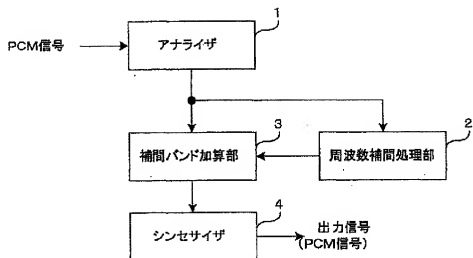 1
PCM信号
アナライザ
3
2
補間バンド加算部
周波数補間処理部
4
シンセサイザ
出力信号
(PCM信号)